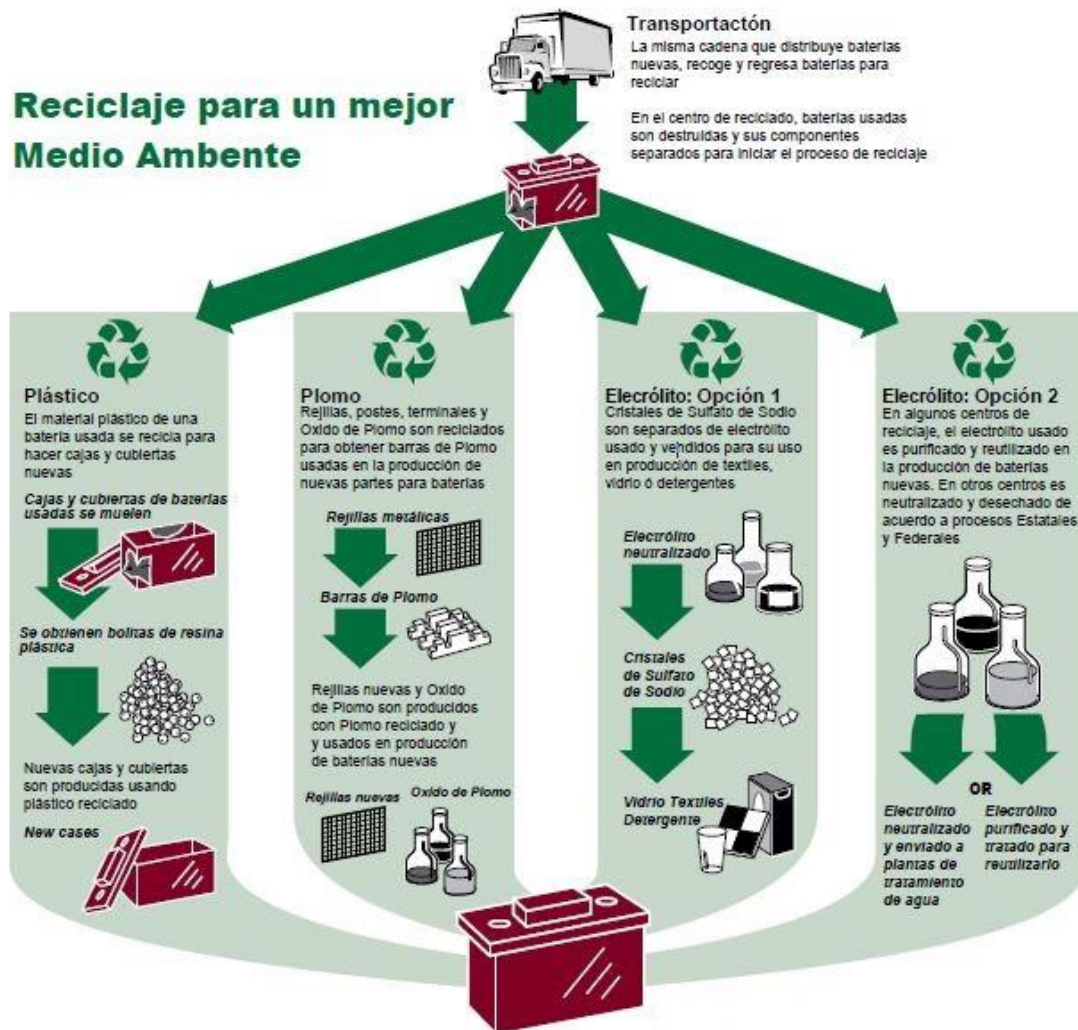 Transportactón
La misma cadena que distribuye baterías
nuevas, recoge y regresa baterías para
reciclar
En el centro de reciclado, baterías usadas
son destruidas y sus componentes
separados para iniciar el proceso de reciclaje
Reciclaje para un mejor
Medio Ambente
Plástico
El material plástico de una
batería usada se recicla para
hacer cajas y cubiertas
nuevas
Cajas y cubiertas de baterías
usadas se muelen
Se obtienen bolitas de resina
plástica
Nuevas cajas y cubiertas
son producidas usando
plástico reciclado
New cases
Plomo
Rejillas, postes, terminales y
Oxido de Plomo son reciclados
para obtener barras de Plomo
usadas en la producción de
nuevas partes para baterías
Rejillas metálicas
Barras de Plomo
Rejillas nuevas y Oxido
de Plomo son producidos
con Plomo reciclado y
y usados en producción
de baterías nuevas
Rejillas nuevas
Oxido de Plomo
Elecrólito: Opción 1
Cristales de Sulfato de Sodio
son separados de electrólito
usado y vendidos para su uso
en producción de textiles,
vidrio ó detergentes
Electrólito
neutralizado
Cristales
de Sulfato
de Sodio
Vidrio Textiles
Detergente
Elecrólito: Opción 2
En algunos centros de
reciclaje, el electrólito usado
es purificado y reutilizado en
la producción de baterías
nuevas. En otros centros es
neutralizado y desechado de
acuerdo a procesos Estatales
y Federales
OR
Electrólito
neutralizado
y enviado a
plantas de
tratamiento
de agua
Electrólito
purificado y
tratado para
reutilizarlo